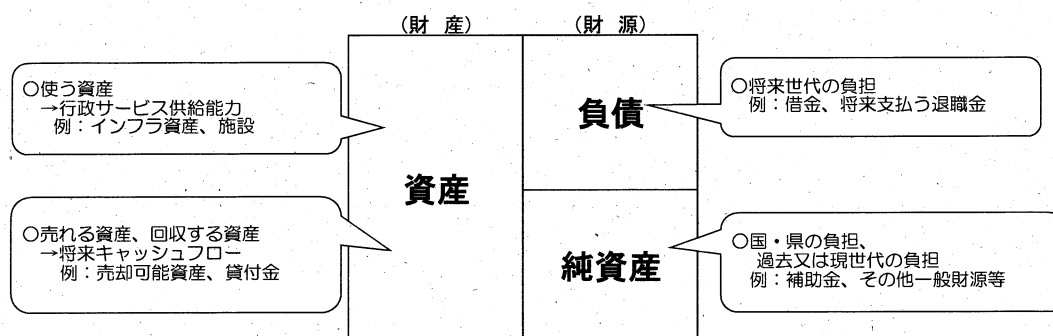 (財 産)
(財 源)
○使う資産
→行政サービス供給能力
例：インフラ資産、施設
○売れる資産、回収する資産
→将来キャッシュフロー
例：売却可能資産、貸付金
資産
負債
純資産
○将来世代の負担
例：借金、将来支払う退職金
○国・県の負担、
過去又は現世代の負担
例：補助金、その他一般財源等